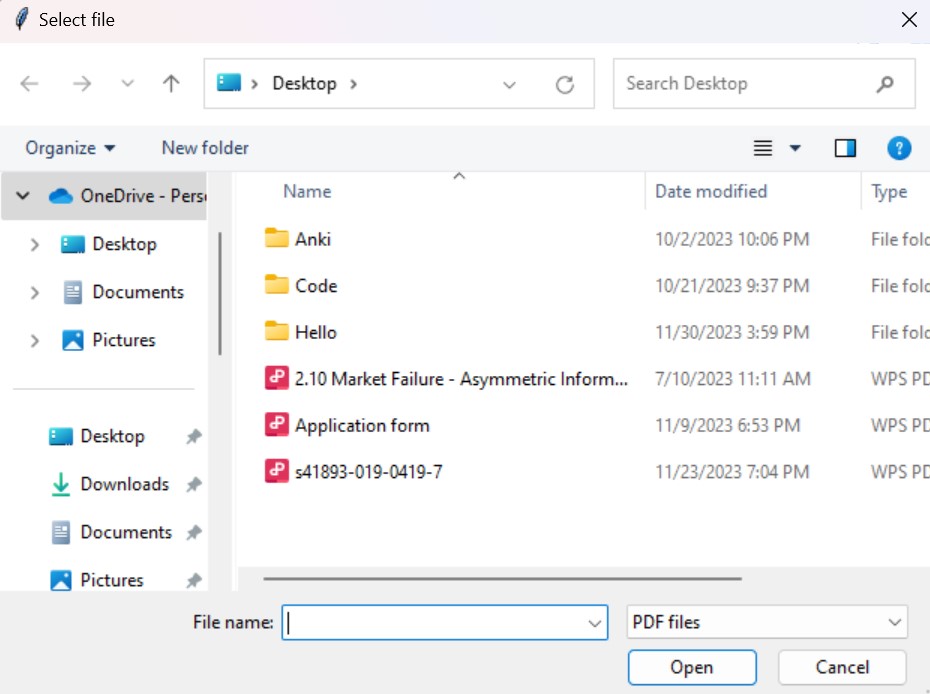 Select file
Desktop
Search Desktop
Organize
New folder
?
OneDrive - Pers
Desktop
Documents
Pictures
Desktop
Downloads
Documents
Pictures
Name Date modified Type
Anki 10/2/2023 10:06 PM File fold
Code 10/21/2023 9:37 PM File fold
Hello 11/30/2023 3:59 PM File fold
2.10 Market Failure - Asymmetric Inform... 7/10/2023 11:11 AM WPS PD
Application form 11/9/2023 6:53 PM WPS PD
s41893-019-0419-7 11/23/2023 7:04 PM WPS PD
File name: PDF files
Open Cancel